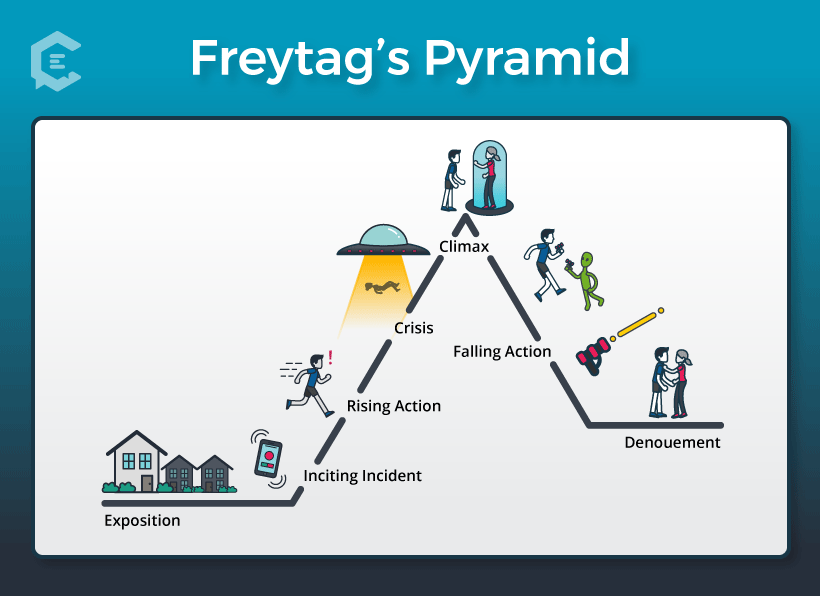 Freytag's Pyramid
Climax
Crisis
Falling Action
Rising Action
Denouement
Inciting Incident
Exposition